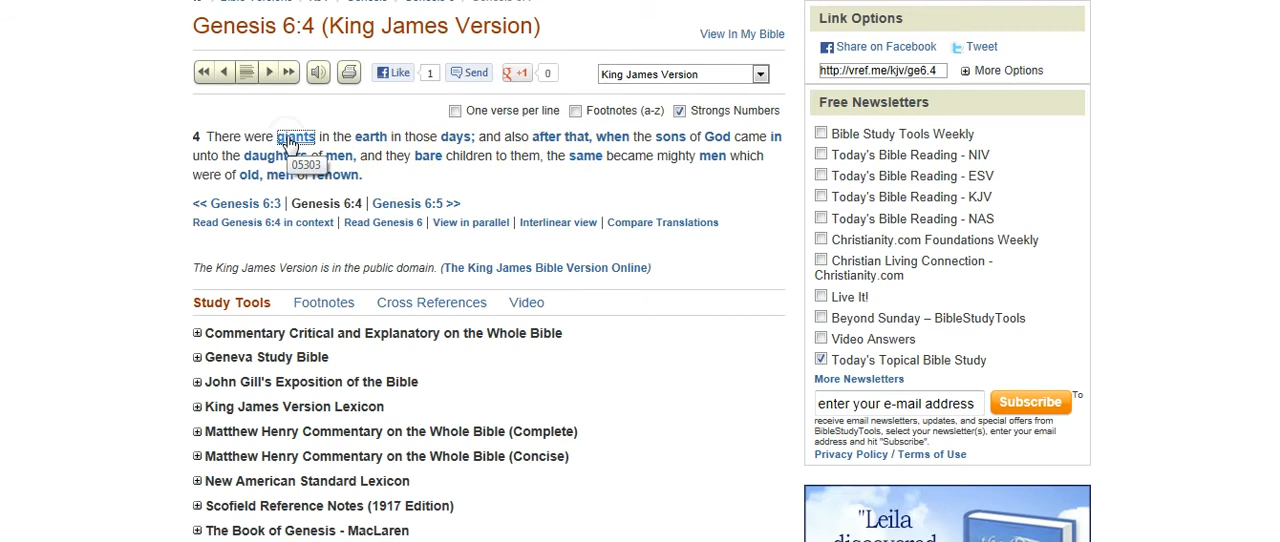 Genesis 6:4 (King James Version)
View In My Bible
Like 1 Send +1 0 King James Version
One verse per line Footnotes (a-z) Strongs Numbers
4 There were giants in the earth in those days; and also after that, when the sons of God came in
unto the daughters of men, and they bare children to them, the same became mighty men which
05303
were of old, men of renown.
<< Genesis 6:3 | Genesis 6:4 | Genesis 6:5 >>
Read Genesis 6:4 in context | Read Genesis 6 | View in parallel | Interlinear view | Compare Translations
The King James Version is in the public domain. (The King James Bible Version Online)
Study Tools Footnotes Cross References Video
Commentary Critical and Explanatory on the Whole Bible
Geneva Study Bible
John Gill's Exposition of the Bible
King James Version Lexicon
Matthew Henry Commentary on the Whole Bible (Complete)
Matthew Henry Commentary on the Whole Bible (Concise)
New American Standard Lexicon
Scofield Reference Notes (1917 Edition)
The Book of Genesis - MacLaren
Link Options
Share on Facebook Tweet
http://vref.me/kjv/ge6.4 More Options
Free Newsletters
Bible Study Tools Weekly
Today's Bible Reading - NIV
Today's Bible Reading - ESV
Today's Bible Reading - KJV
Today's Bible Reading - NAS
Christianity.com Foundations Weekly
Christian Living Connection -
Christianity.com
Live It!
Beyond Sunday – BibleStudyTools
Video Answers
Today's Topical Bible Study
More Newsletters
enter your e-mail address Subscribe To
receive email newsletters, updates, and special offers from
BibleStudyTools, select your newsletter(s), enter your email
address and hit "Subscribe".
Privacy Policy / Terms of Use
"Leila
discovered